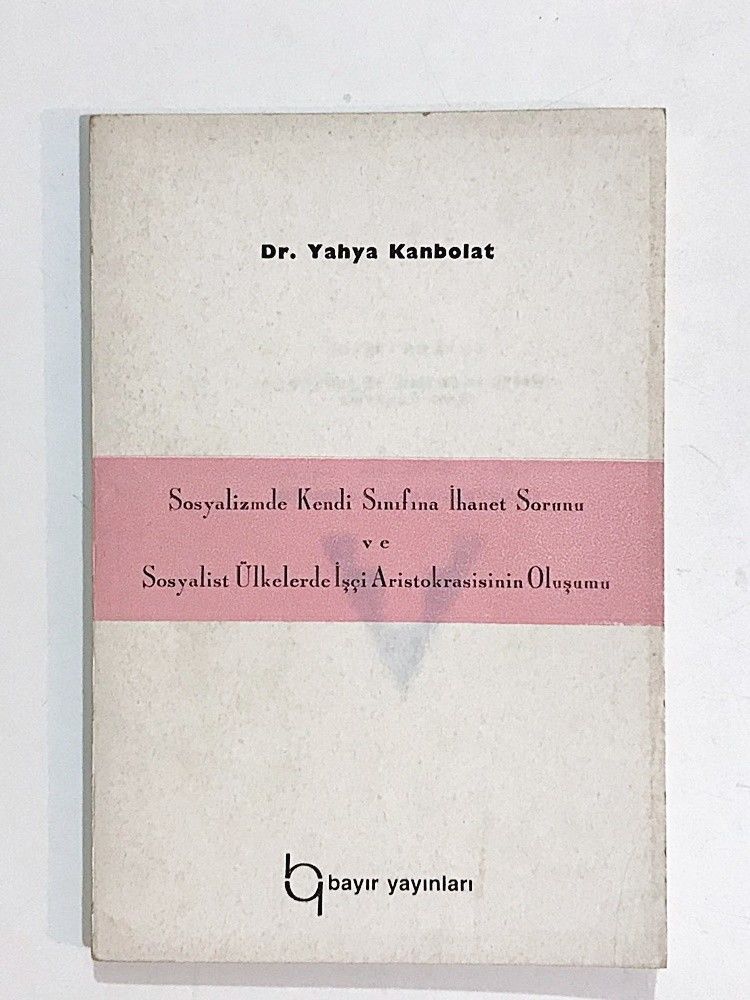 Dr. Yahya Kanbolat
Sosyalizmde Kendi Sınıfına İhanet Sorunu
ve
Sosyalist Ülkelerde İşçi Aristokrasisinin Oluşumu
bayır yayınları